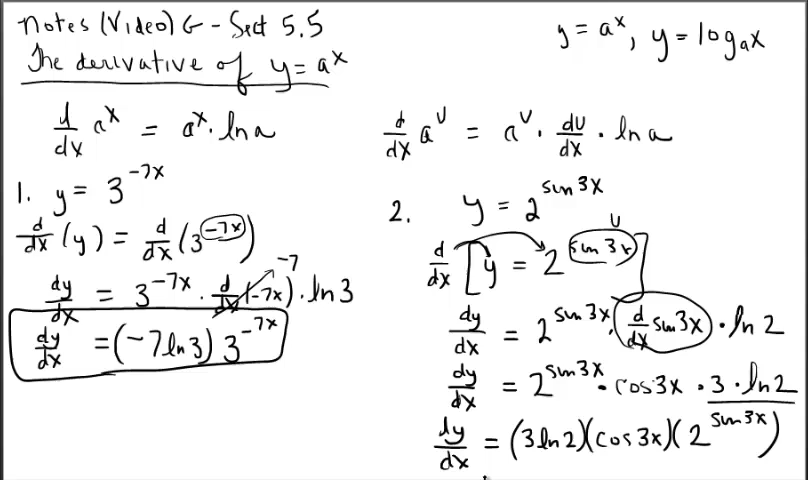 Notes (Video) G - Sect 5.5
The derivative of y = a^x
y = a^x, y = log_a x
d/dx a^x = a^x · ln a
1. y = 3^(-7x)
d/dx (y) = d/dx (3^(-7x))
dy/dx = 3^(-7x) · d/dx (-7x) · ln 3
-7
dy/dx = (-7 ln 3) 3^(-7x)
d/dx a^u = a^u · du/dx · ln a
2. y = 2^(sin 3x)
u
d/dx [y = 2^(sin 3x)]
dy/dx = 2^(sin 3x) · d/dx sin 3x · ln 2
dy/dx = 2^(sin 3x) · cos 3x · 3 · ln 2
dy/dx = (3 ln 2)(cos 3x)(2^(sin 3x))